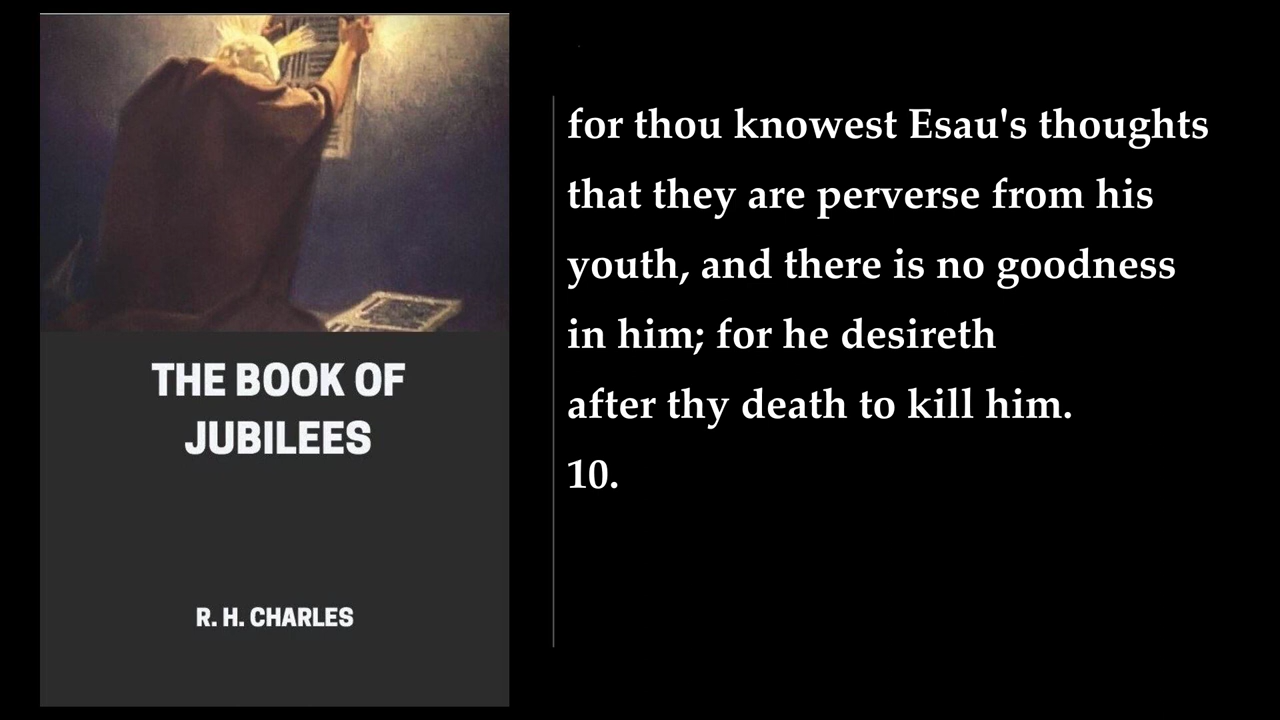 THE BOOK OF
JUBILEES
R. H. CHARLES
for thou knowest Esau's thoughts
that they are perverse from his
youth, and there is no goodness
in him; for he desireth
after thy death to kill him.
10.